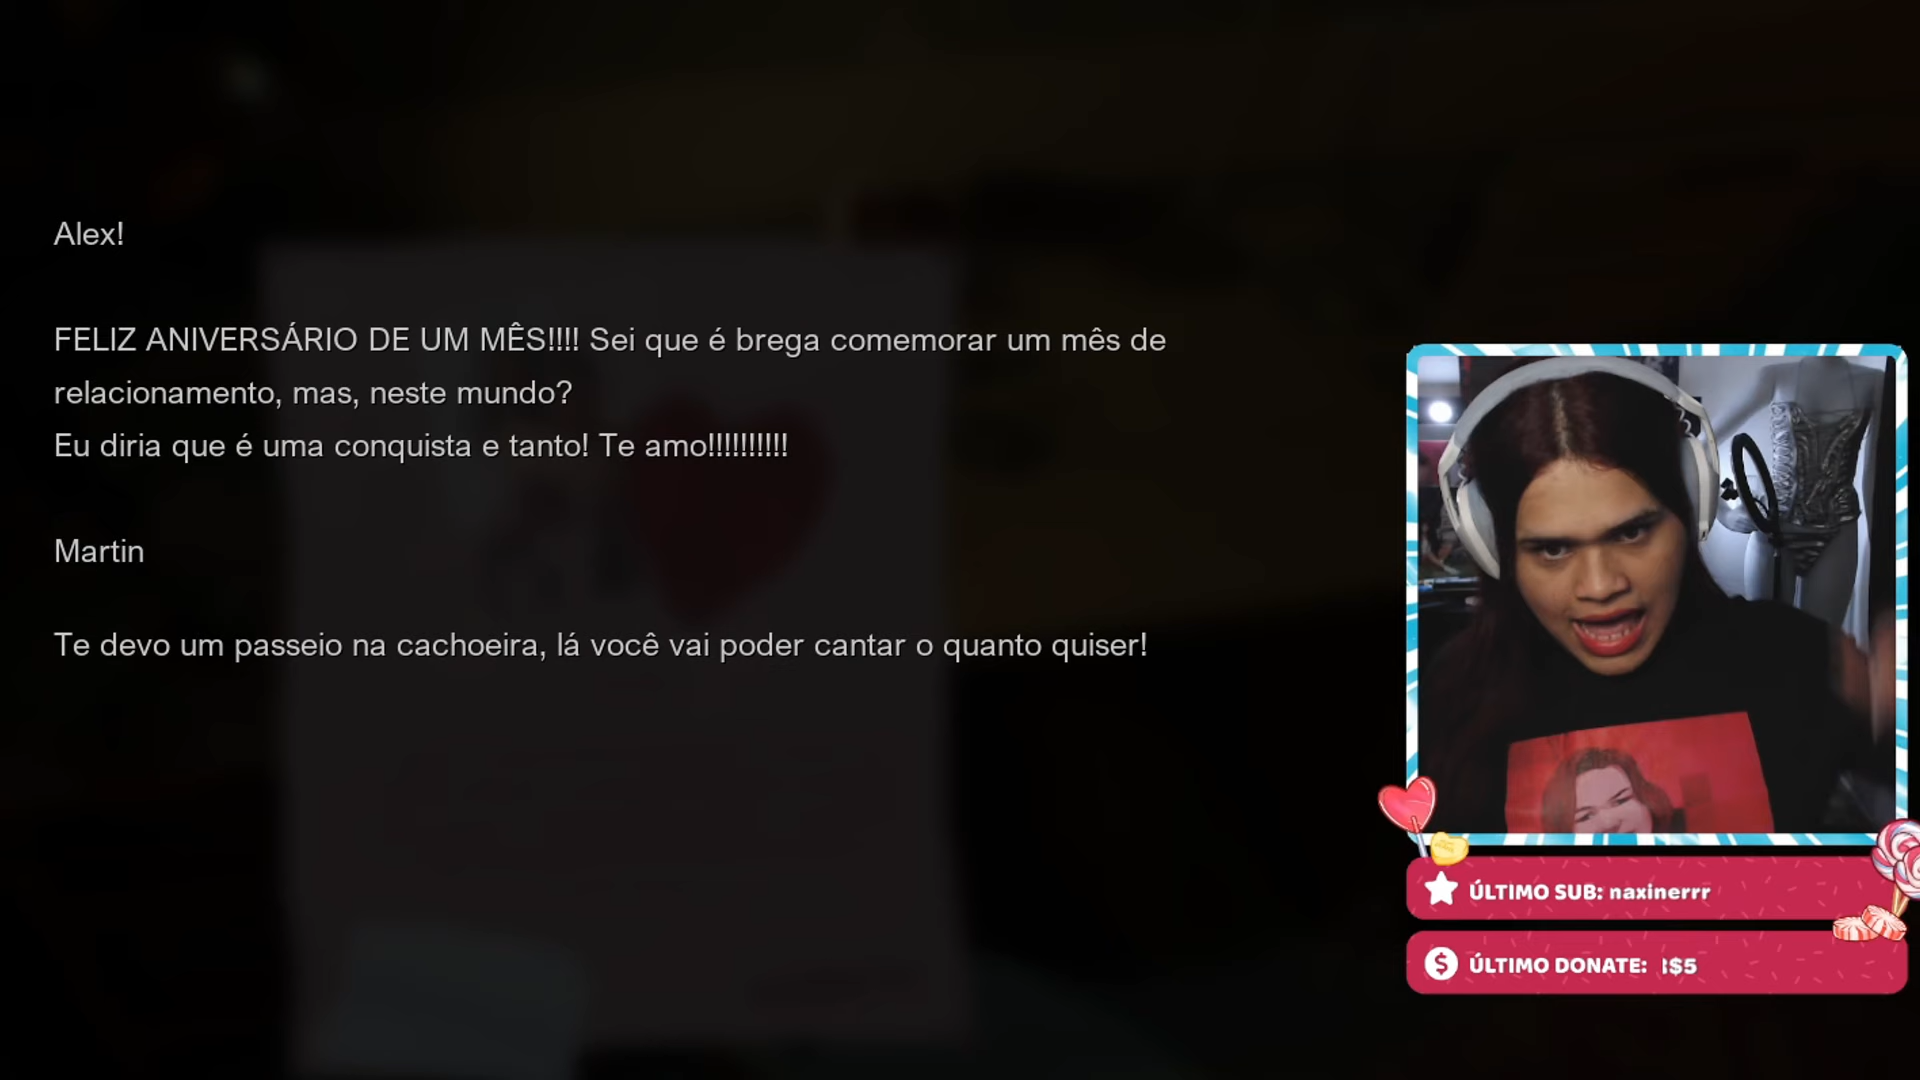 Alex!
FELIZ ANIVERSÁRIO DE UM MÊS!!!! Sei que é brega comemorar um mês de
relacionamento, mas, neste mundo?
Eu diria que é uma conquista e tanto! Te amo!!!!!!!!!!
Martin
Te devo um passeio na cachoeira, lá você vai poder cantar o quanto quiser!
ÚLTIMO SUB: naxinerrr
ÚLTIMO DONATE: $5